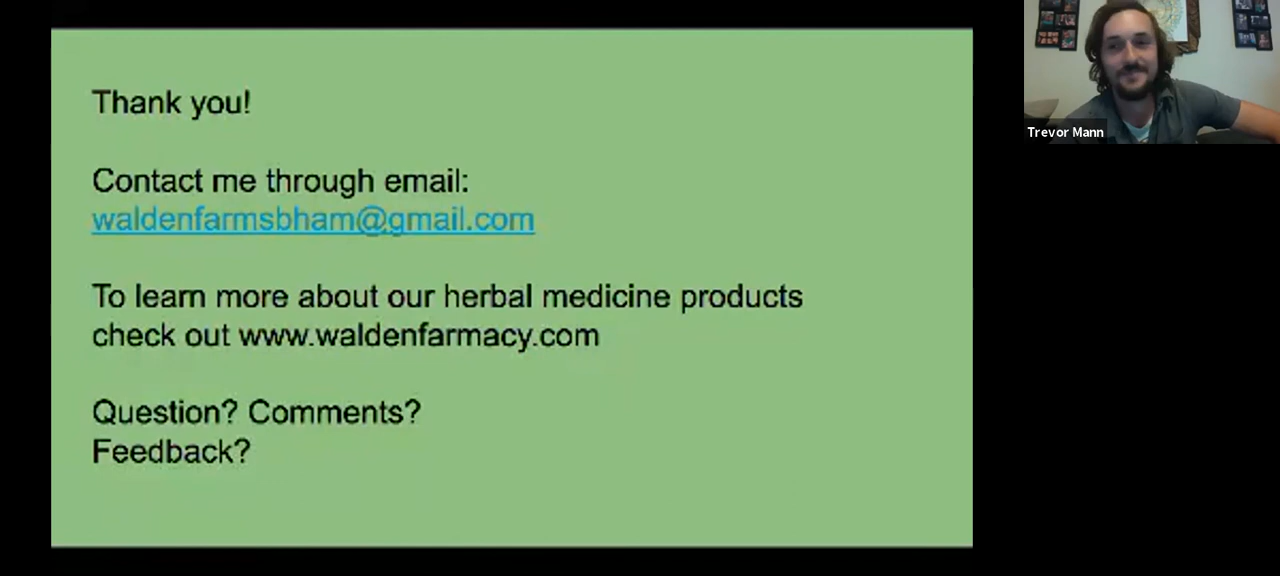 Thank you!
Contact me through email:
waldenfarmsbham@gmail.com
To learn more about our herbal medicine products
check out www.waldenfarmacy.com
Question? Comments?
Feedback?
Trevor Mann